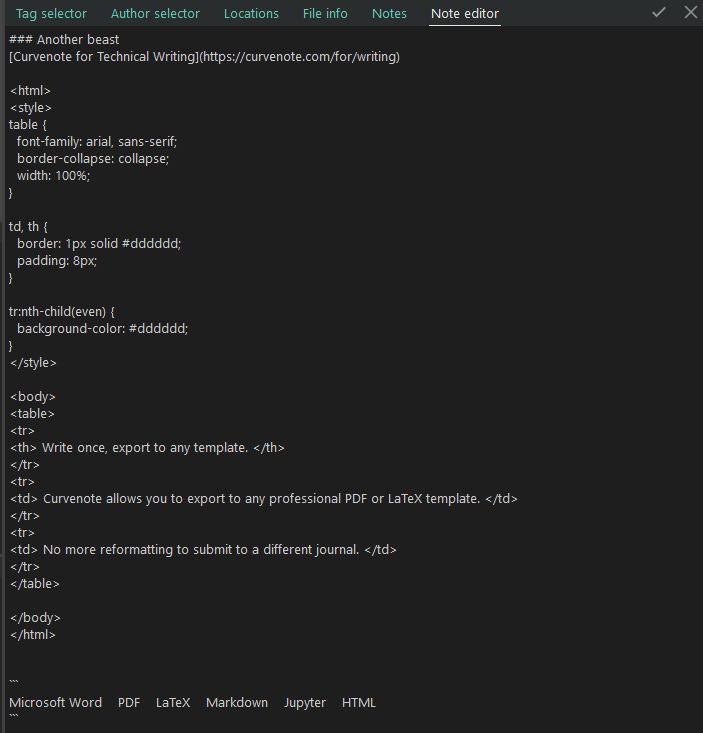 Tag selector Author selector Locations File info Notes Note editor
### Another beast
[Curvenote for Technical Writing](https://curvenote.com/for/writing)
<html>
<style>
table {
font-family: arial, sans-serif;
border-collapse: collapse;
width: 100%;
}
td, th {
border: 1px solid #dddddd;
padding: 8px;
}
tr:nth-child(even) {
background-color: #dddddd;
}
</style>
<body>
<table>
<tr>
<th> Write once, export to any template. </th>
</tr>
<tr>
<td> Curvenote allows you to export to any professional PDF or LaTeX template. </td>
</tr>
<tr>
<td> No more reformatting to submit to a different journal. </td>
</tr>
</table>
</body>
</html>
```
Microsoft Word PDF LaTeX Markdown Jupyter HTML
```